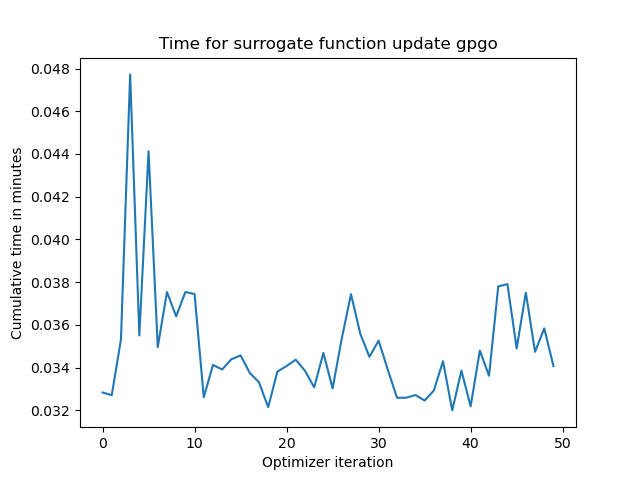 Time for surrogate function update gpgo
0.048
0.046
0.044
0.042
0.040
0.038
0.036
0.034
0.032
Cumulative time in minutes
0 10 20 30 40 50
Optimizer iteration